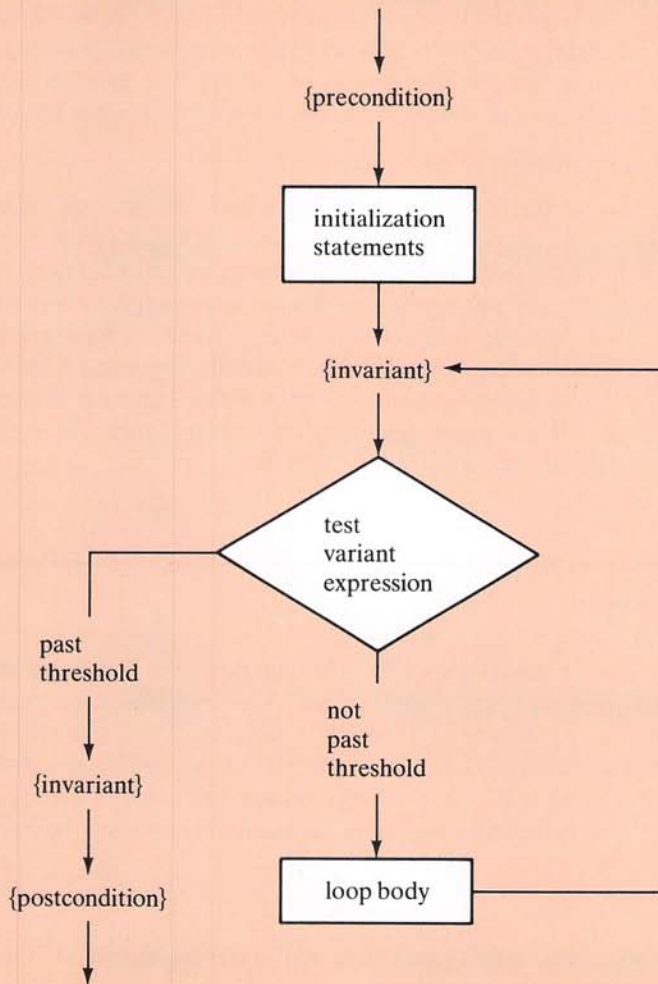 {precondition}
initialization
statements
{invariant}
test
variant
expression
past
threshold
not
past
threshold
{invariant}
loop body
{postcondition}